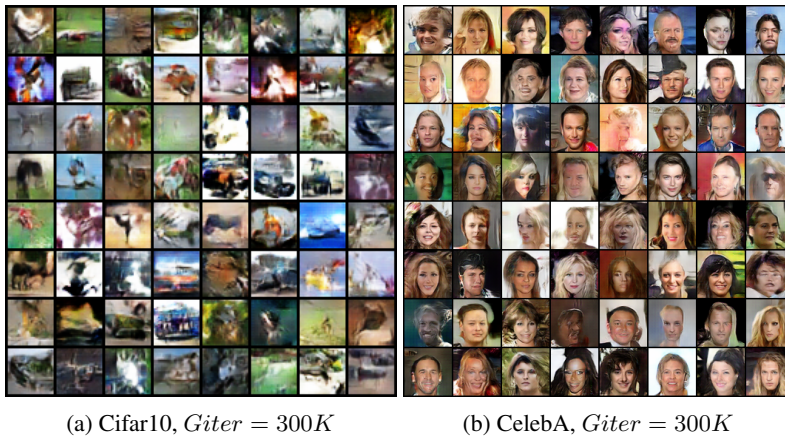 (a) Cifar10, Giter = 300K
(b) CelebA, Giter = 300K